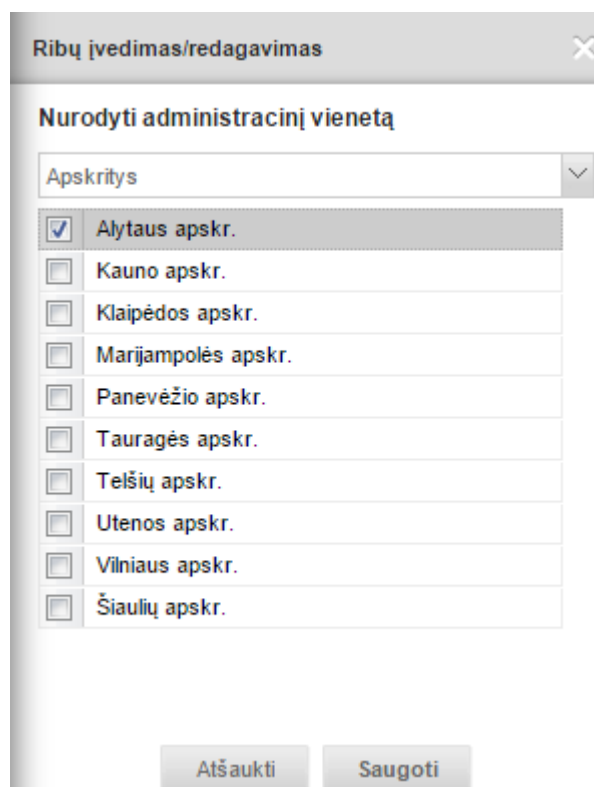 Ribų įvedimas/redagavimas
Nurodyti administracinį vienetą
Apskritys
Alytaus apskr.
Kauno apskr.
Klaipėdos apskr.
Marijampolės apskr.
Panevėžio apskr.
Tauragės apskr.
Telšių apskr.
Utenos apskr.
Vilniaus apskr.
Šiaulių apskr.
Atšaukti Saugoti